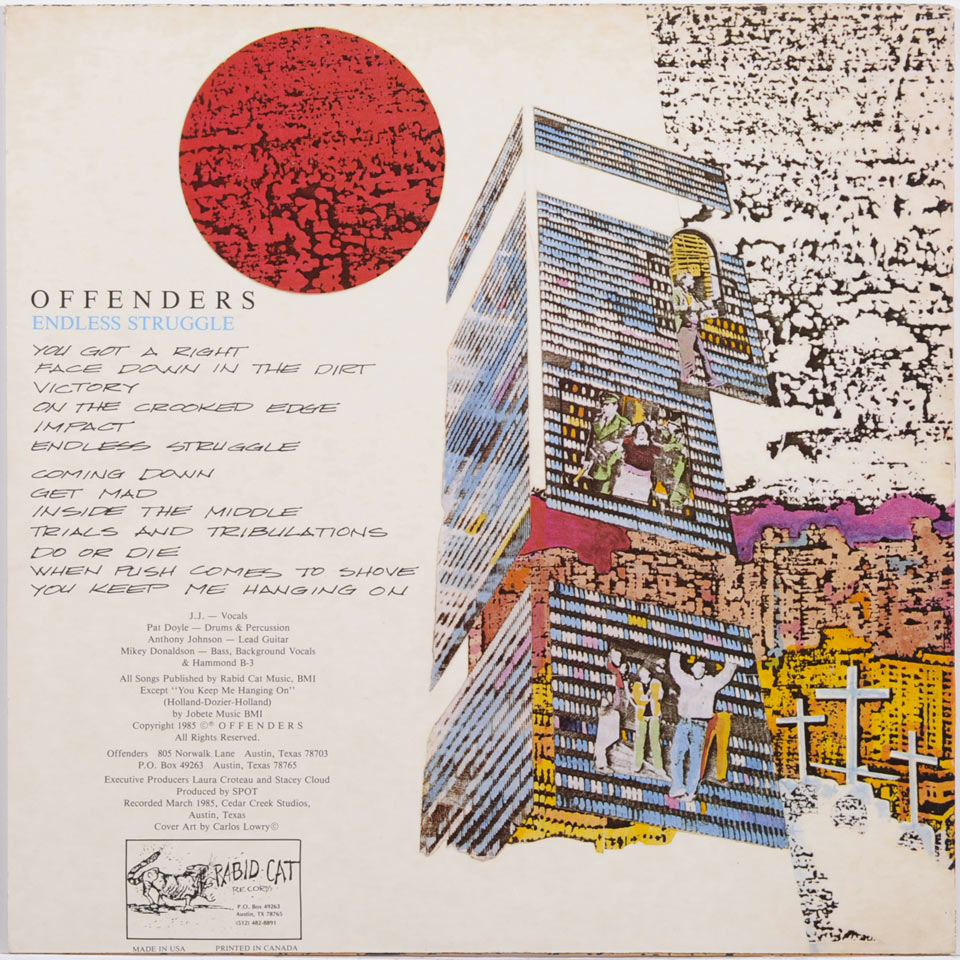 OFFENDERS
ENDLESS STRUGGLE
YOU GOT A RIGHT
FACE DOWN IN THE DIRT
VICTORY
ON THE CROOKED EDGE
IMPACT
ENDLESS STRUGGLE
COMING DOWN
GET MAD
INSIDE THE MIDDLE
TRIALS AND TRIBULATIONS
DO OR DIE
WHEN PUSH COMES TO SHOVE
YOU KEEP ME HANGING ON
J.J. — Vocals
Pat Doyle — Drums & Percussion
Anthony Johnson — Lead Guitar
Mikey Donaldson — Bass, Background Vocals
& Hammond B-3
All Songs Published by Rabid Cat Music, BMI
Except "You Keep Me Hanging On"
(Holland-Dozier-Holland)
by Jobete Music BMI
Copyright 1985 ©℗ OFFENDERS
All Rights Reserved.
Offenders 805 Norwalk Lane Austin, Texas 78703
P.O. Box 49263 Austin, Texas 78765
Executive Producers Laura Croteau and Stacey Cloud
Produced by SPOT
Recorded March 1985, Cedar Creek Studios,
Austin, Texas
Cover Art by Carlos Lowry©
RABID CAT
RECORDS
P.O. Box 49263
Austin, TX 78765
(512) 482-8891
MADE IN USA PRINTED IN CANADA